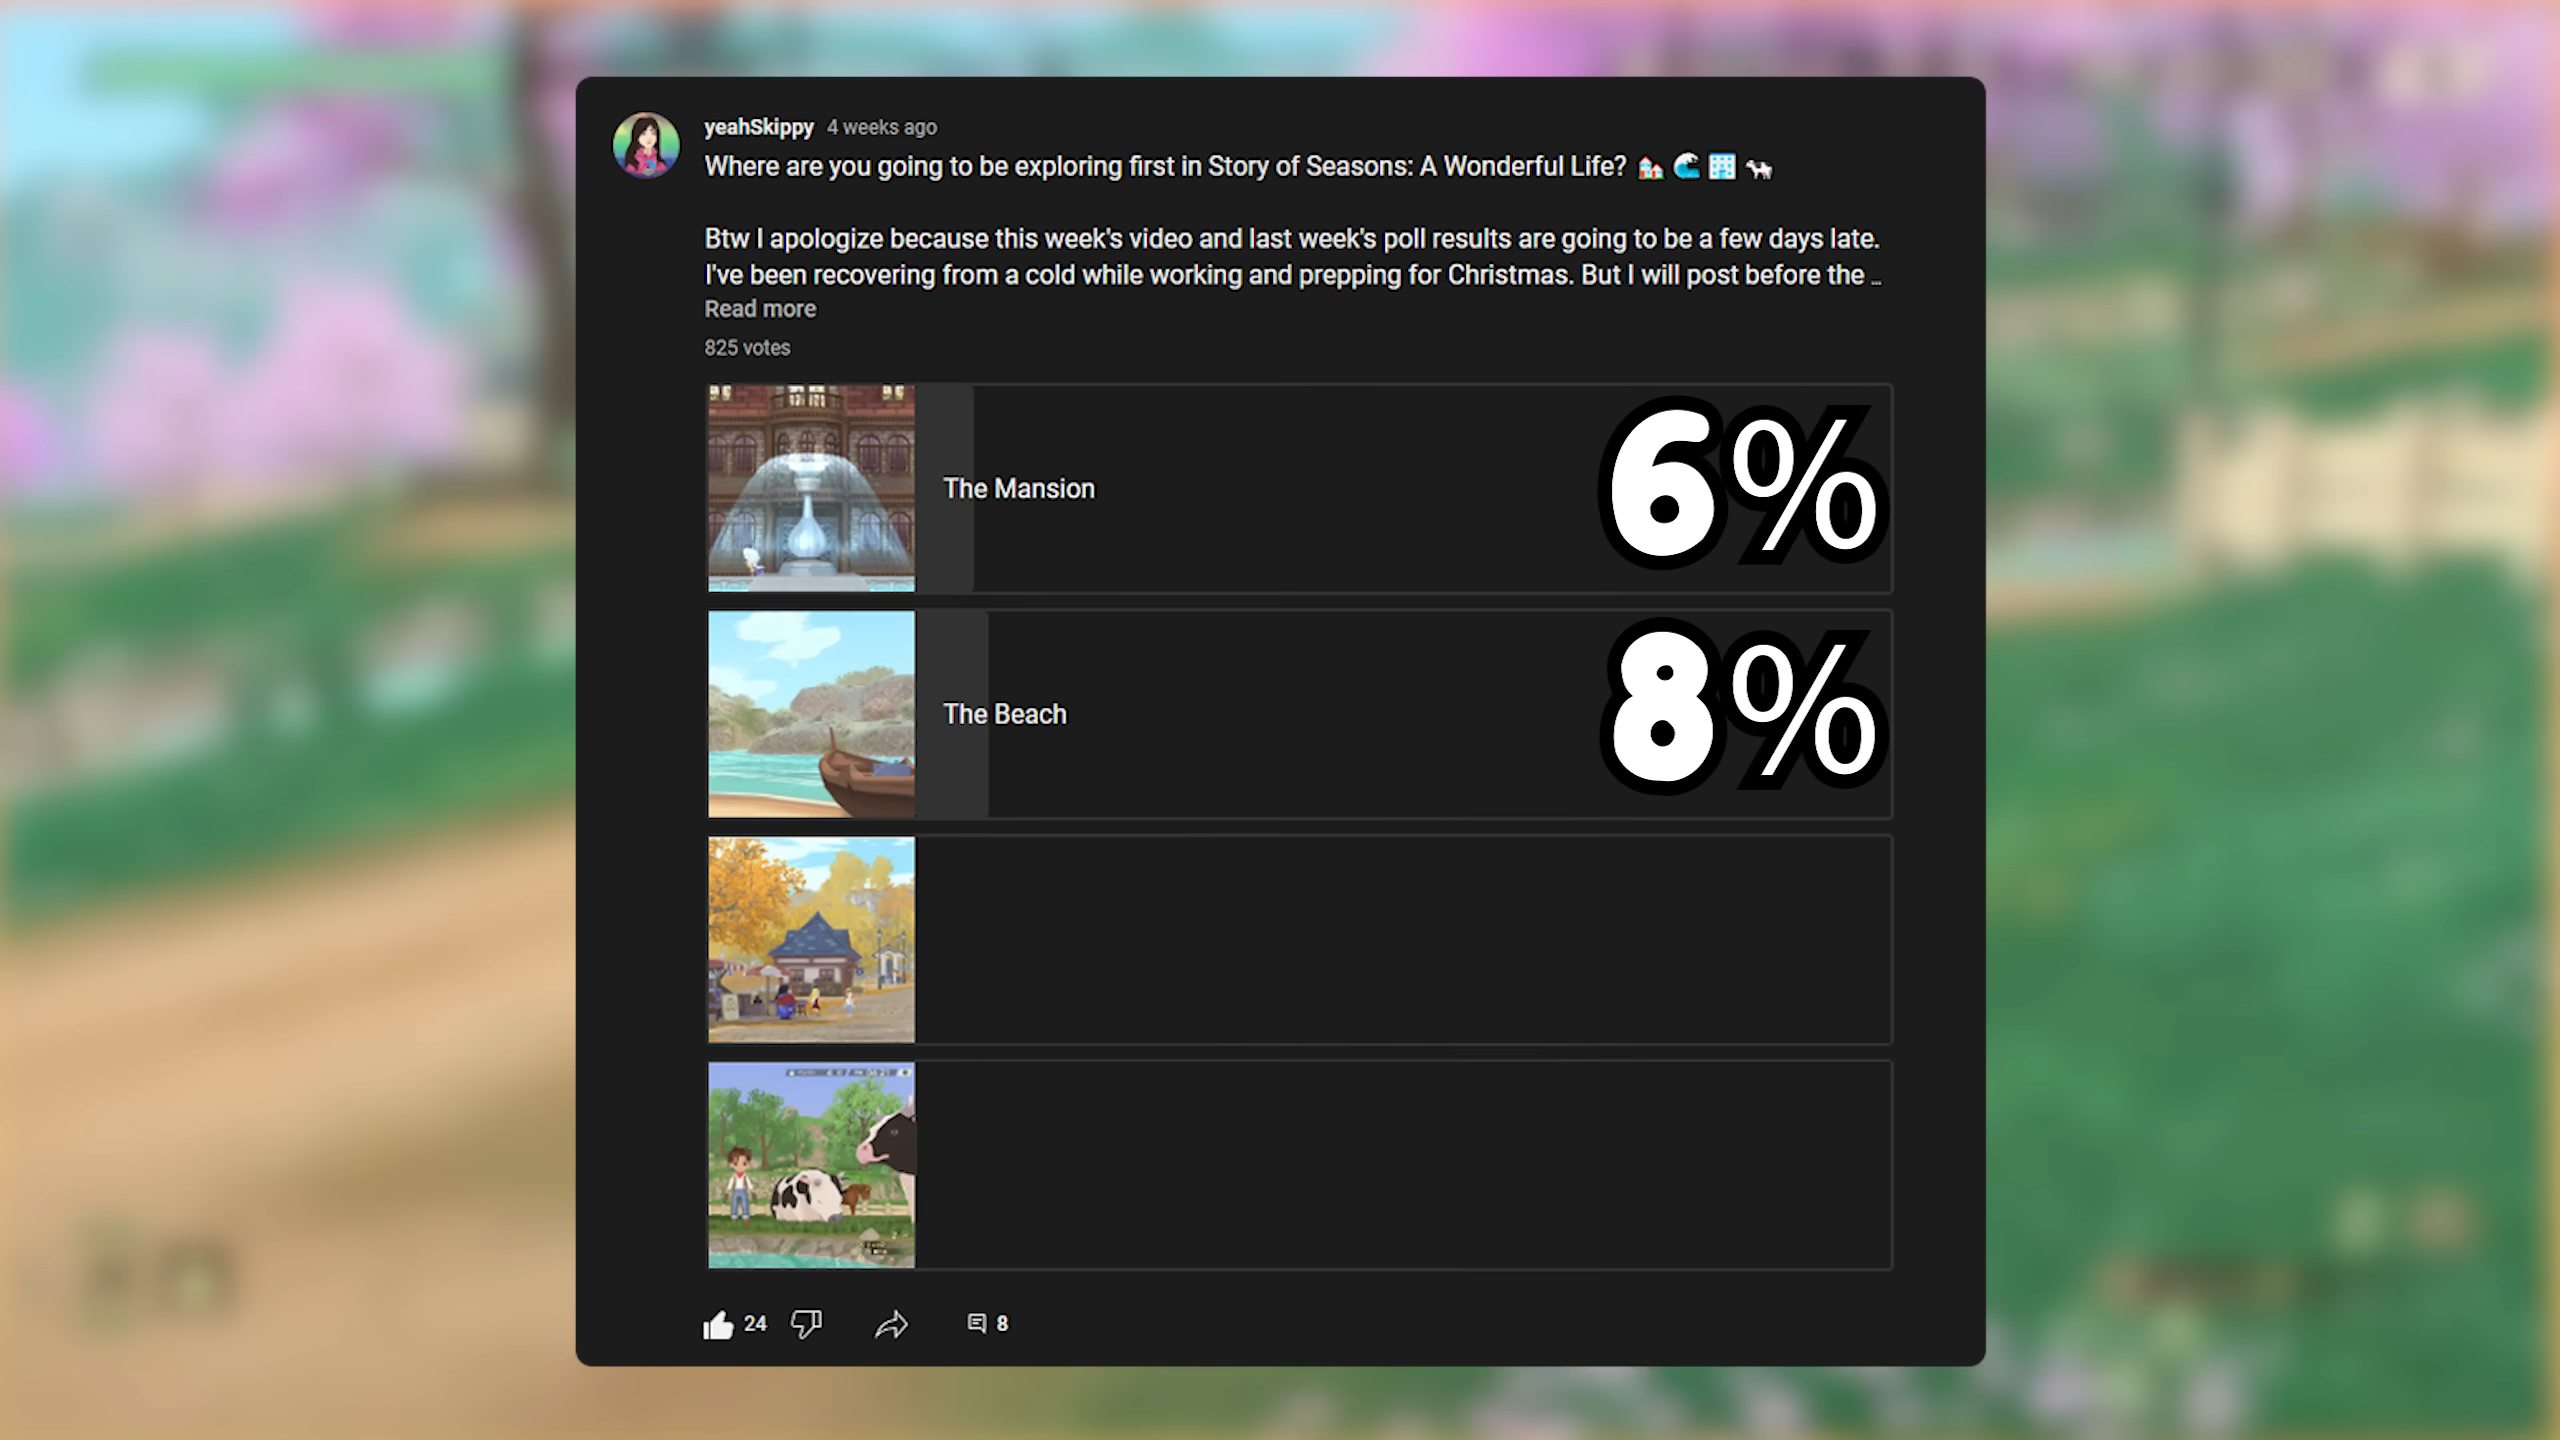 yeahSkippy 4 weeks ago
Where are you going to be exploring first in Story of Seasons: A Wonderful Life? 🏡 🌊 🏢 🐄
Btw I apologize because this week's video and last week's poll results are going to be a few days late.
I've been recovering from a cold while working and prepping for Christmas. But I will post before the ...
Read more
825 votes
The Mansion
6%
The Beach
8%
24
8